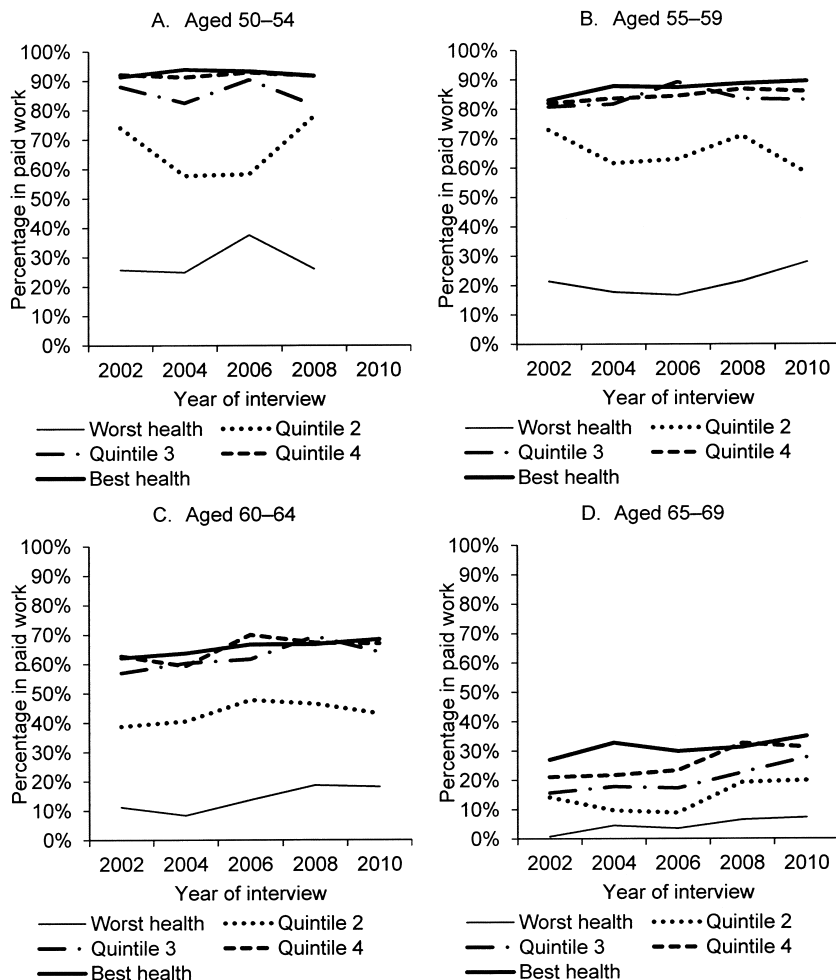 A. Aged 50–54
Percentage in paid work
100%
90%
80%
70%
60%
50%
40%
30%
20%
10%
0%
2002 2004 2006 2008 2010
Year of interview
Worst health Quintile 2
Quintile 3 Quintile 4
Best health
B. Aged 55–59
Percentage in paid work
100%
90%
80%
70%
60%
50%
40%
30%
20%
10%
0%
2002 2004 2006 2008 2010
Year of interview
Worst health Quintile 2
Quintile 3 Quintile 4
Best health
C. Aged 60–64
Percentage in paid work
100%
90%
80%
70%
60%
50%
40%
30%
20%
10%
0%
2002 2004 2006 2008 2010
Year of interview
Worst health Quintile 2
Quintile 3 Quintile 4
Best health
D. Aged 65–69
Percentage in paid work
100%
90%
80%
70%
60%
50%
40%
30%
20%
10%
0%
2002 2004 2006 2008 2010
Year of interview
Worst health Quintile 2
Quintile 3 Quintile 4
Best health